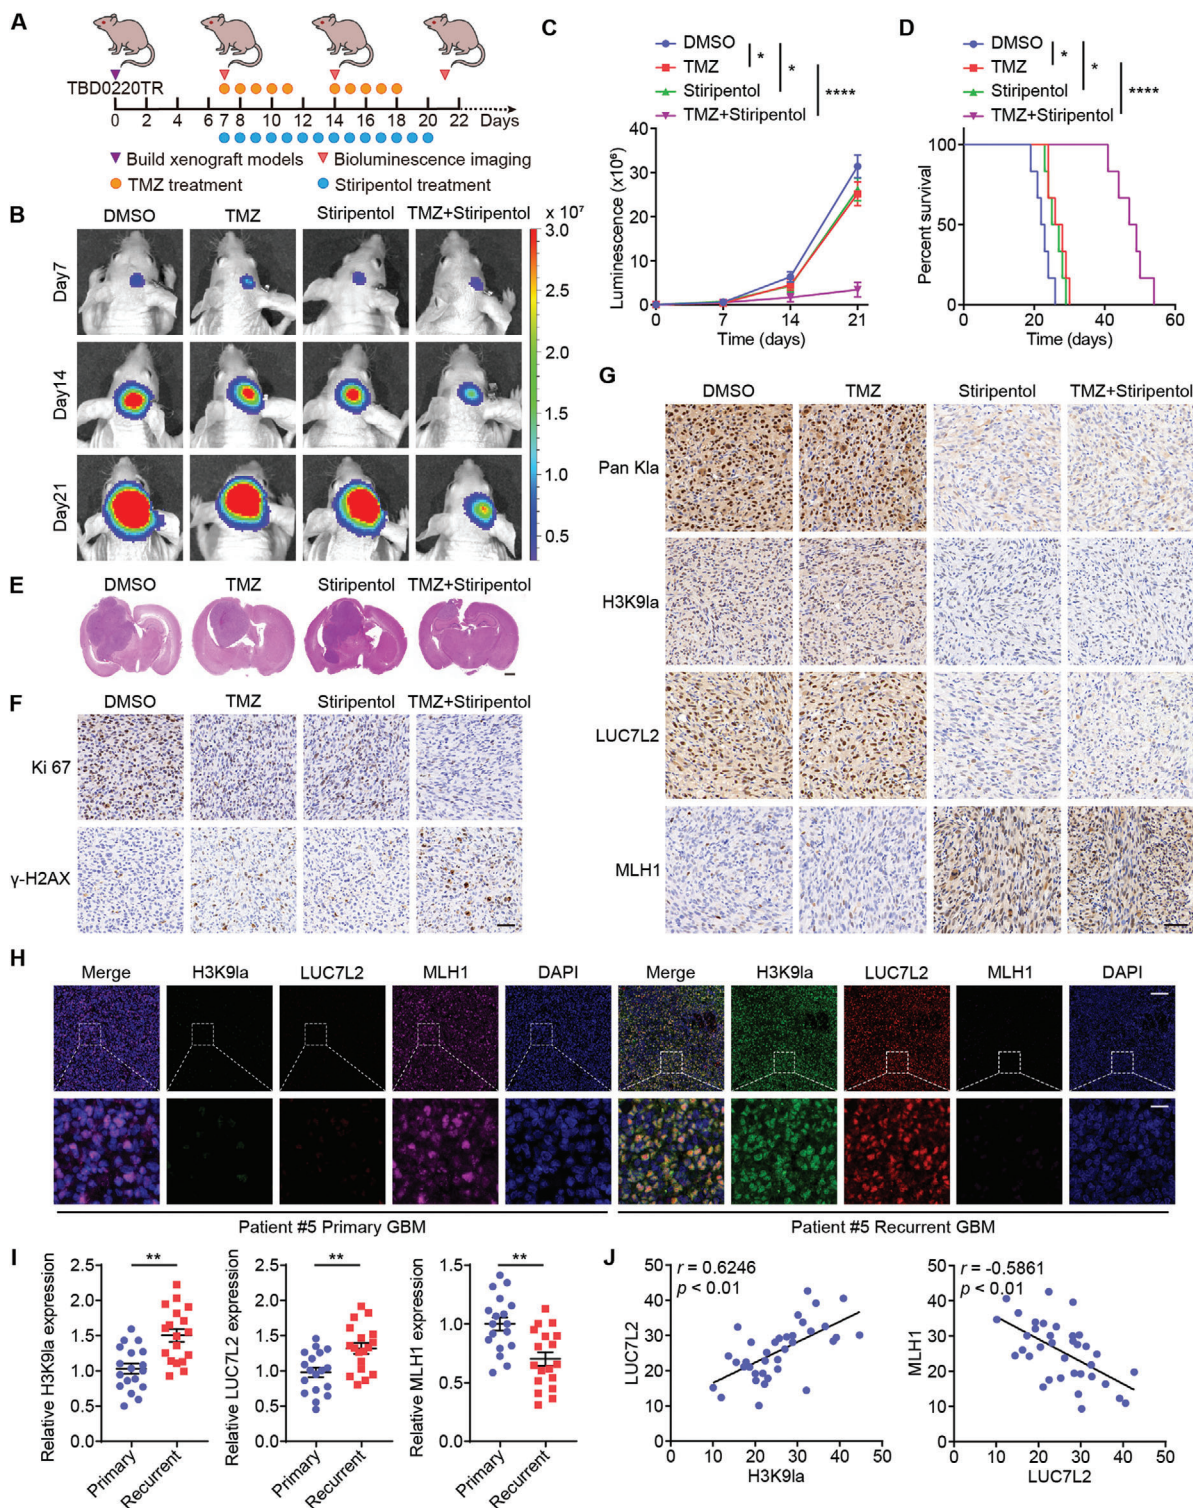 A
TBD0220TR
0 2 4 6 7 8 10 12 14 16 18 20 22 Days
Build xenograft models
Bioluminescence imaging
TMZ treatment
Stiripentol treatment
B
DMSO TMZ Stiripentol TMZ+Stiripentol
x 10⁷
Day7
Day14
Day21
3.0
2.5
2.0
1.5
1.0
0.5
C
DMSO
TMZ
Stiripentol
TMZ+Stiripentol
* * ****
Luminescence (x10⁶)
40
30
20
10
0
0 7 14 21
Time (days)
D
DMSO
TMZ
Stiripentol
TMZ+Stiripentol
* * ****
Percent survival
100
50
0
0 20 40 60
Time (days)
E
DMSO TMZ Stiripentol TMZ+Stiripentol
F
DMSO TMZ Stiripentol TMZ+Stiripentol
Ki 67
γ-H2AX
G
DMSO TMZ Stiripentol TMZ+Stiripentol
Pan Kla
H3K9la
LUC7L2
MLH1
H
Merge H3K9la LUC7L2 MLH1 DAPI Merge H3K9la LUC7L2 MLH1 DAPI
Patient #5 Primary GBM
Patient #5 Recurrent GBM
I
Relative H3K9la expression
2.5
2.0
1.5
1.0
0.5
0.0
**
Primary
Recurrent
Relative LUC7L2 expression
2.5
2.0
1.5
1.0
0.5
0.0
**
Primary
Recurrent
Relative MLH1 expression
1.5
1.0
0.5
0.0
**
Primary
Recurrent
J
r = 0.6246
p < 0.01
LUC7L2
50
40
30
20
10
0
0 10 20 30 40 50
H3K9la
r = -0.5861
p < 0.01
MLH1
50
40
30
20
10
0
0 10 20 30 40 50
LUC7L2